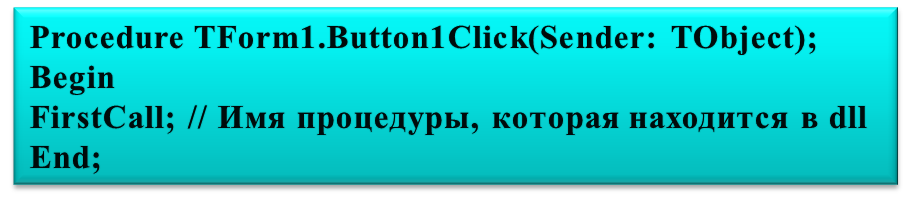 Procedure TForm1.Button1Click(Sender: TObject);
Begin
FirstCall; // Имя процедуры, которая находится в dll
End;